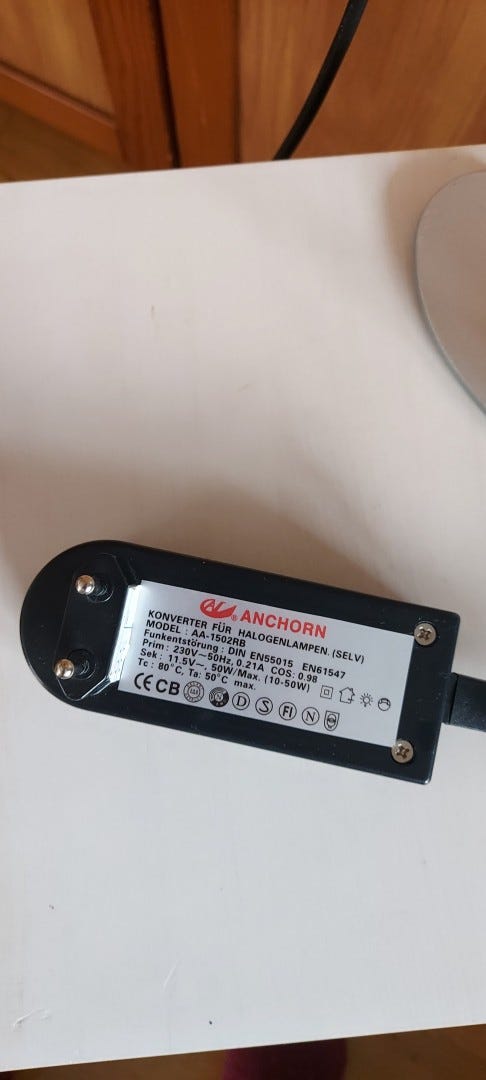 ANCHORN
KONVERTER FÜR HALOGENLAMPEN. (SELV)
MODEL : AA-1502RB
Funkentstörung : DIN EN55015 EN61547
Prim : 230V~50Hz, 0.21A COS: 0.98
Sek : 11.5V~, 50W/Max. (10-50W)
Tc : 80°C, Ta: 50°C max.
CE CB D S FI N